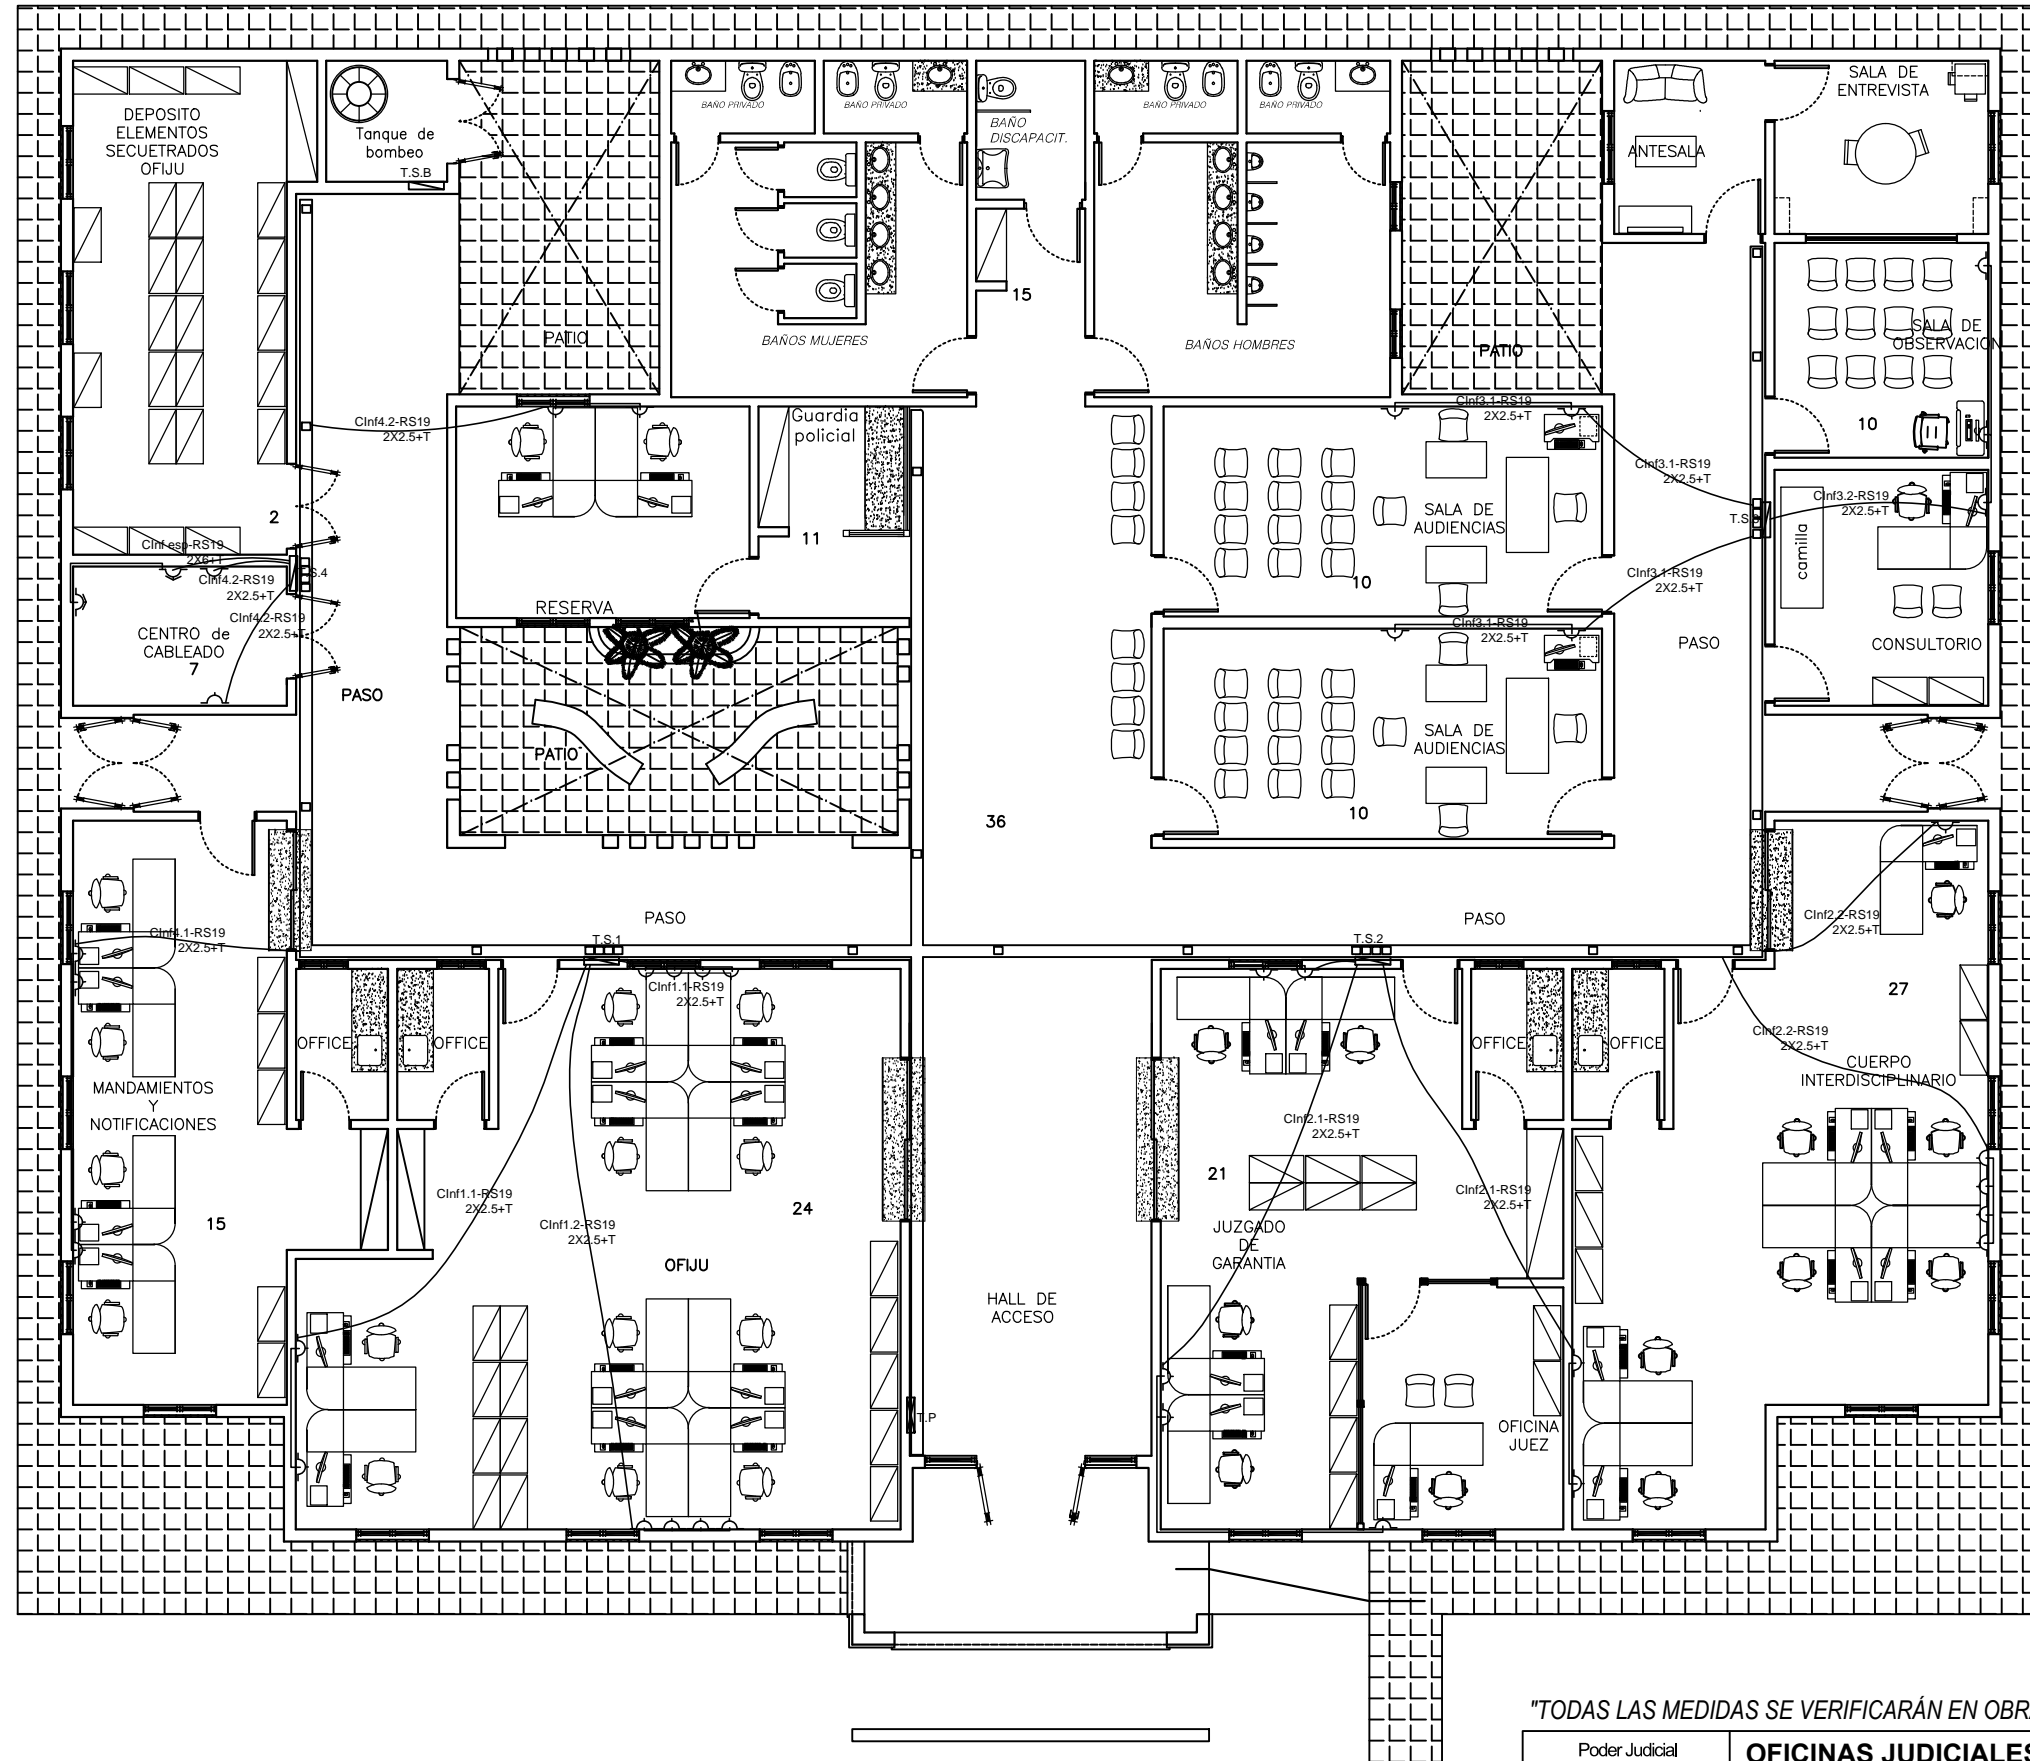 DEPOSITO
ELEMENTOS
SECUETRADOS
OFIJU
Tanque de
bombeo
T.S.B
BAÑO PRIVADO
BAÑO PRIVADO
BAÑO
DISCAPACIT.
BAÑO PRIVADO
BAÑO PRIVADO
ANTESALA
SALA DE
ENTREVISTA
PATIO
BAÑOS MUJERES
15
BAÑOS HOMBRES
PATIO
SALA DE
OBSERVACION
10
CInf4.2-RS19
2X2.5+T
Guardia
policial
11
RESERVA
CInf3.1-RS19
2X2.5+T
SALA DE
AUDIENCIAS
10
CInf3.1-RS19
2X2.5+T
T.S.3
CInf3.2-RS19
2X2.5+T
camilla
CONSULTORIO
CInf3.1-RS19
2X2.5+T
PASO
2
CInf esp-RS19
2X6+T
T.S.4
CInf4.2-RS19
2X2.5+T
CInf4.2-RS19
2X2.5+T
CENTRO de
CABLEADO
7
PASO
PATIO
CInf3.1-RS19
2X2.5+T
SALA DE
AUDIENCIAS
10
36
PASO
PASO
T.S.1
T.S.2
CInf4.1-RS19
2X2.5+T
MANDAMIENTOS
Y
NOTIFICACIONES
15
OFFICE
OFFICE
CInf1.1-RS19
2X2.5+T
CInf1.1-RS19
2X2.5+T
CInf1.2-RS19
2X2.5+T
24
OFIJU
HALL DE
ACCESO
T.P
CInf2.1-RS19
2X2.5+T
21
JUZGADO
DE
GARANTIA
CInf2.1-RS19
2X2.5+T
OFFICE
OFFICE
OFICINA
JUEZ
CInf2.2-RS19
2X2.5+T
27
CInf2.2-RS19
2X2.5+T
CUERPO
INTERDISCIPLINARIO
"TODAS LAS MEDIDAS SE VERIFICARÁN EN OBRA
Poder Judicial
OFICINAS JUDICIALES